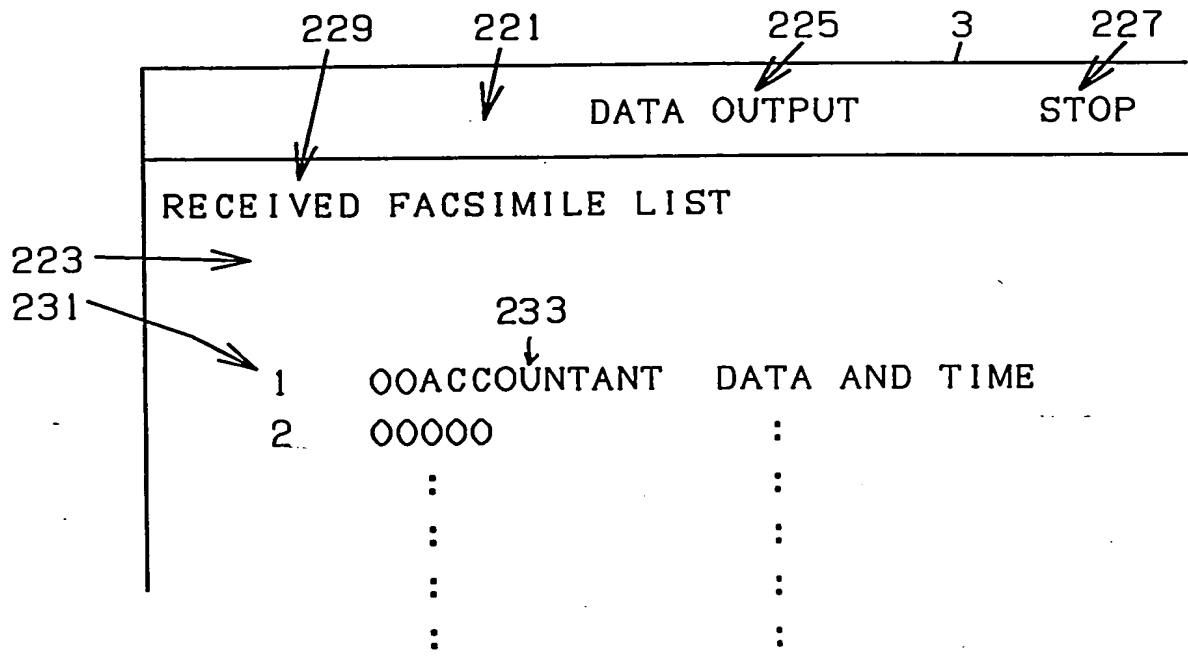 229 221 225 3 227
DATA OUTPUT STOP
RECEIVED FACSIMILE LIST
223
231
233
1 OOACCOUNTANT DATA AND TIME
2 OOOOO :
: :
: :
: :
: :